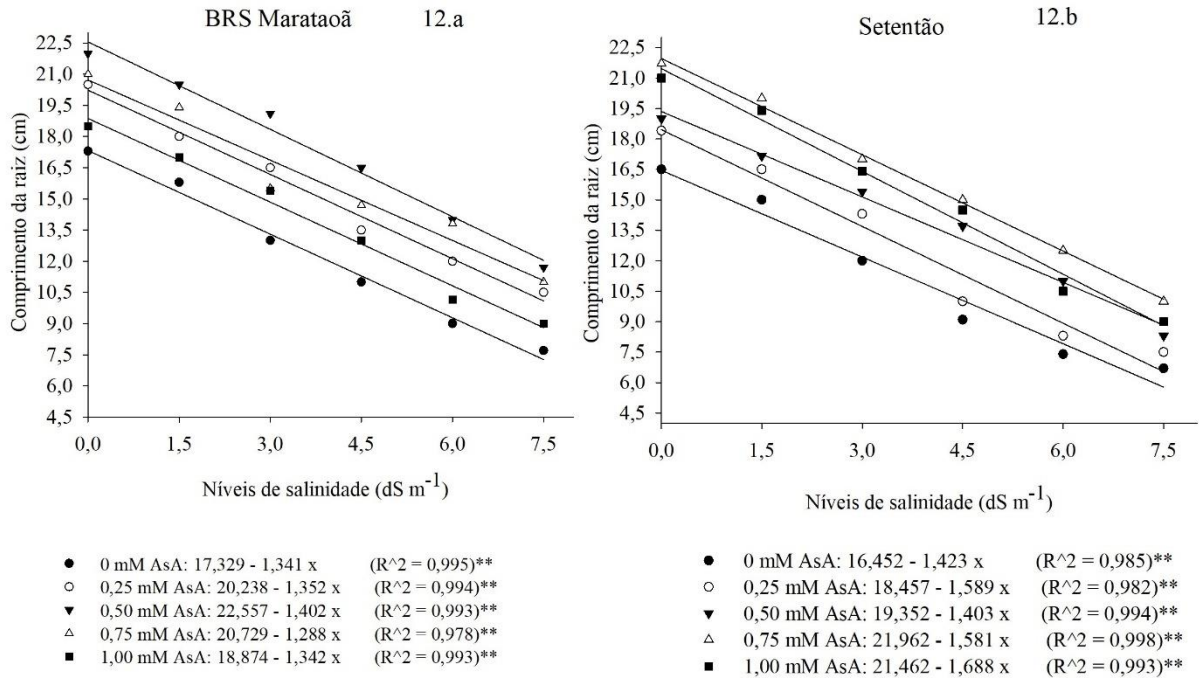 BRS Marataoã 12.a
Comprimento da raiz (cm)
22,5
21,0
19,5
18,0
16,5
15,0
13,5
12,0
10,5
9,0
7,5
6,0
4,5
0,0 1,5 3,0 4,5 6,0 7,5
Níveis de salinidade (dS m⁻¹)
● 0 mM AsA: 17,329 - 1,341 x (R^2 = 0,995)**
○ 0,25 mM AsA: 20,238 - 1,352 x (R^2 = 0,994)**
▼ 0,50 mM AsA: 22,557 - 1,402 x (R^2 = 0,993)**
△ 0,75 mM AsA: 20,729 - 1,288 x (R^2 = 0,978)**
■ 1,00 mM AsA: 18,874 - 1,342 x (R^2 = 0,993)**
Setentão 12.b
Comprimento da raiz (cm)
22,5
21,0
19,5
18,0
16,5
15,0
13,5
12,0
10,5
9,0
7,5
6,0
4,5
0,0 1,5 3,0 4,5 6,0 7,5
Níveis de salinidade (dS m⁻¹)
● 0 mM AsA: 16,452 - 1,423 x (R^2 = 0,985)**
○ 0,25 mM AsA: 18,457 - 1,589 x (R^2 = 0,982)**
▼ 0,50 mM AsA: 19,352 - 1,403 x (R^2 = 0,994)**
△ 0,75 mM AsA: 21,962 - 1,581 x (R^2 = 0,998)**
■ 1,00 mM AsA: 21,462 - 1,688 x (R^2 = 0,993)**